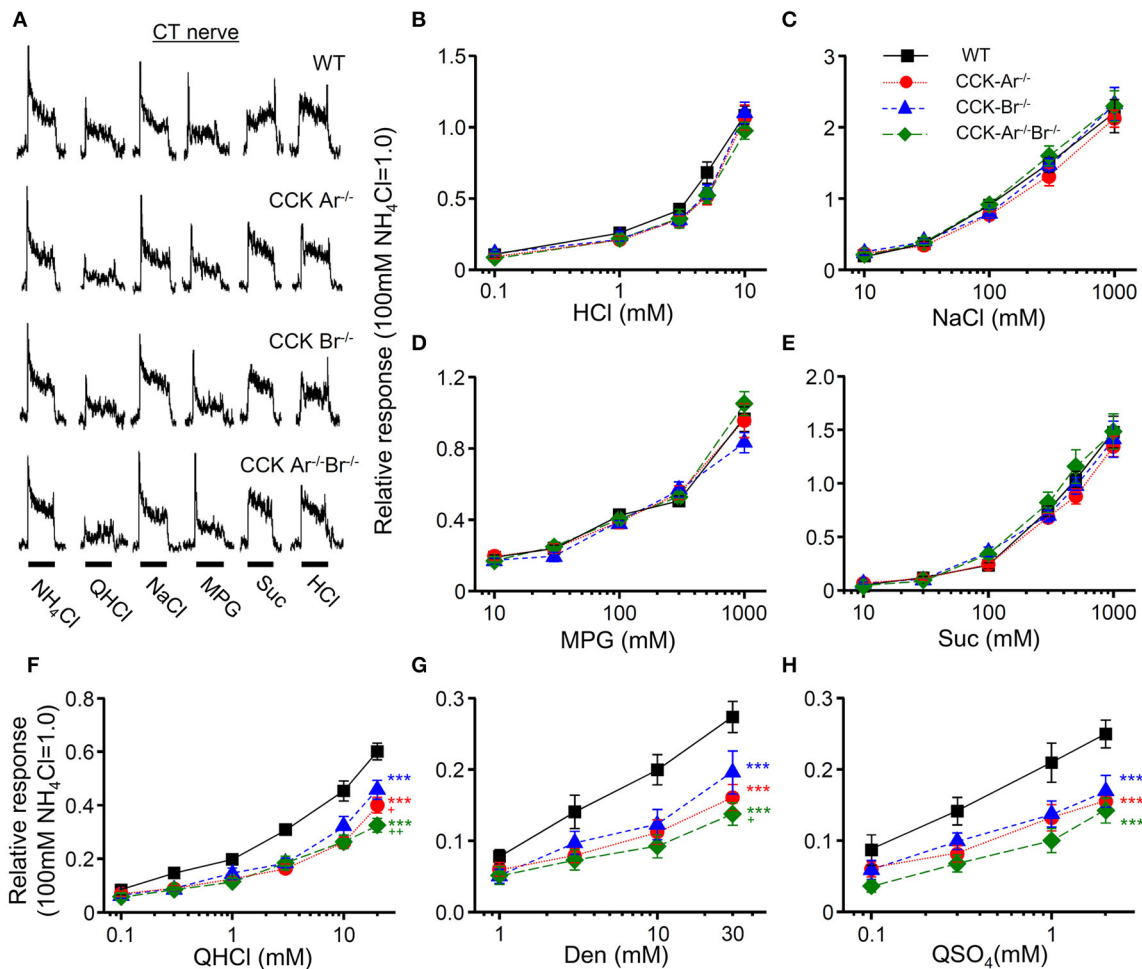 A
CT nerve
WT
CCK Ar-/-
CCK Br-/-
CCK Ar-/-Br-/-
NH4Cl
QHCl
NaCl
MPG
Suc
HCl
Relative response (100mM NH4Cl=1.0)
B
1.5
1.0
0.5
0
0.1
1
10
HCl (mM)
C
3
2
1
0
10
100
1000
NaCl (mM)
WT
CCK-Ar-/-
CCK-Br-/-
CCK-Ar-/-Br-/-
D
1.2
0.8
0.4
0
10
100
1000
MPG (mM)
E
2.0
1.5
1.0
0.5
0
10
100
1000
Suc (mM)
Relative response
(100mM NH4Cl=1.0)
F
0.8
0.6
0.4
0.2
0.0
0.1
1
10
QHCl (mM)
***
***
+
***
++
G
0.3
0.2
0.1
0.0
1
10
30
Den (mM)
***
***
***
+
H
0.3
0.2
0.1
0.0
0.1
1
QSO4(mM)
***
***
***